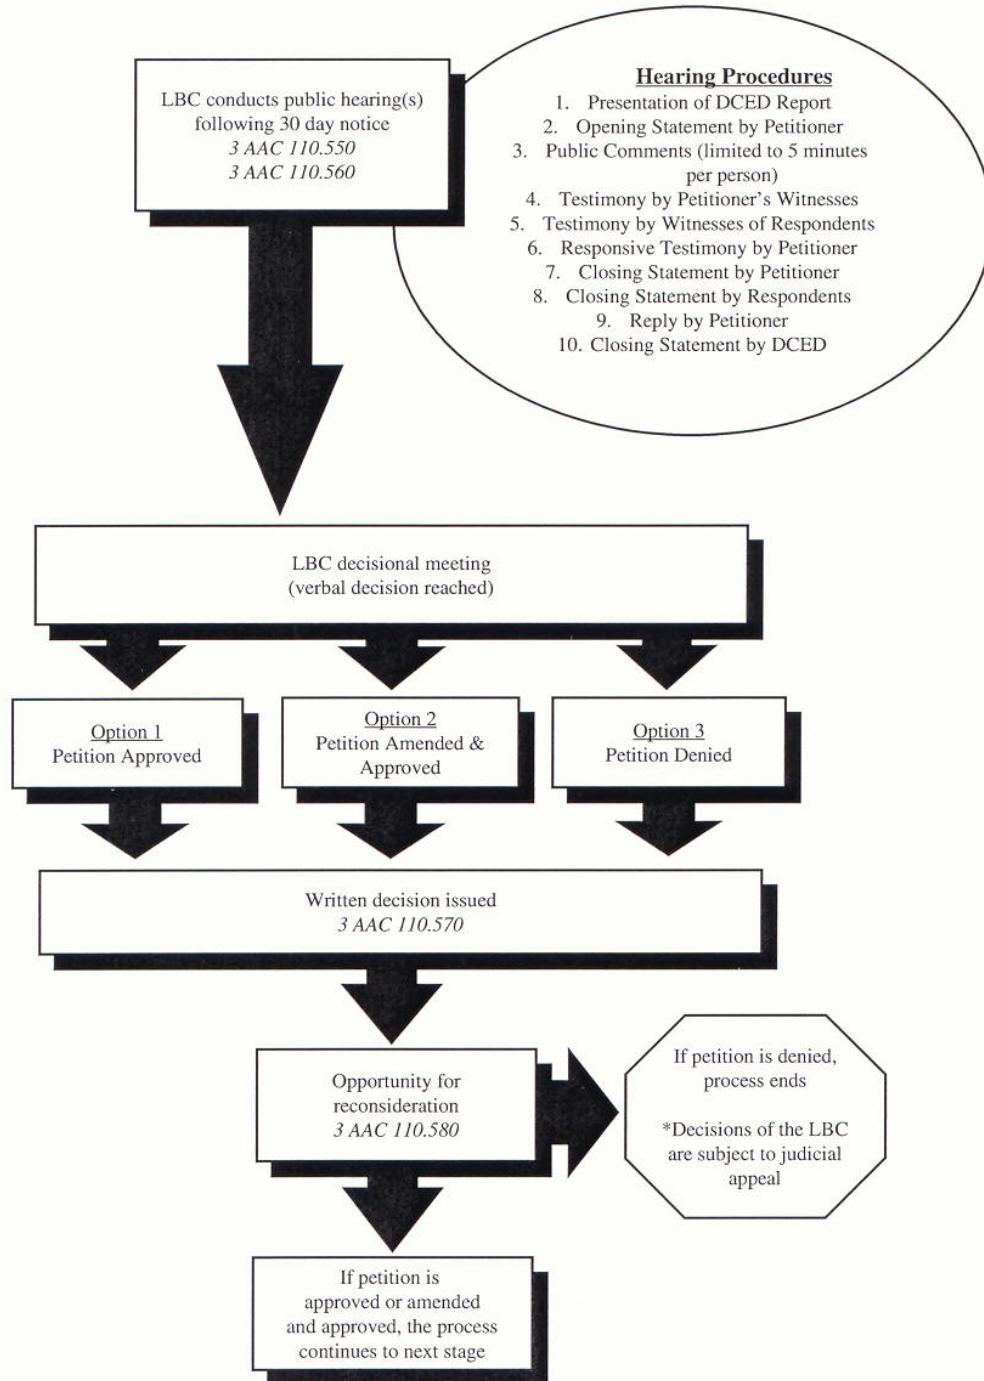 LBC conducts public hearing(s)
following 30 day notice
3 AAC 110.550
3 AAC 110.560
Hearing Procedures
1. Presentation of DCED Report
2. Opening Statement by Petitioner
3. Public Comments (limited to 5 minutes
per person)
4. Testimony by Petitioner's Witnesses
5. Testimony by Witnesses of Respondents
6. Responsive Testimony by Petitioner
7. Closing Statement by Petitioner
8. Closing Statement by Respondents
9. Reply by Petitioner
10. Closing Statement by DCED
LBC decisional meeting
(verbal decision reached)
Option 1
Petition Approved
Option 2
Petition Amended &
Approved
Option 3
Petition Denied
Written decision issued
3 AAC 110.570
Opportunity for
reconsideration
3 AAC 110.580
If petition is denied,
process ends
*Decisions of the LBC
are subject to judicial
appeal
If petition is
approved or amended
and approved, the process
continues to next stage